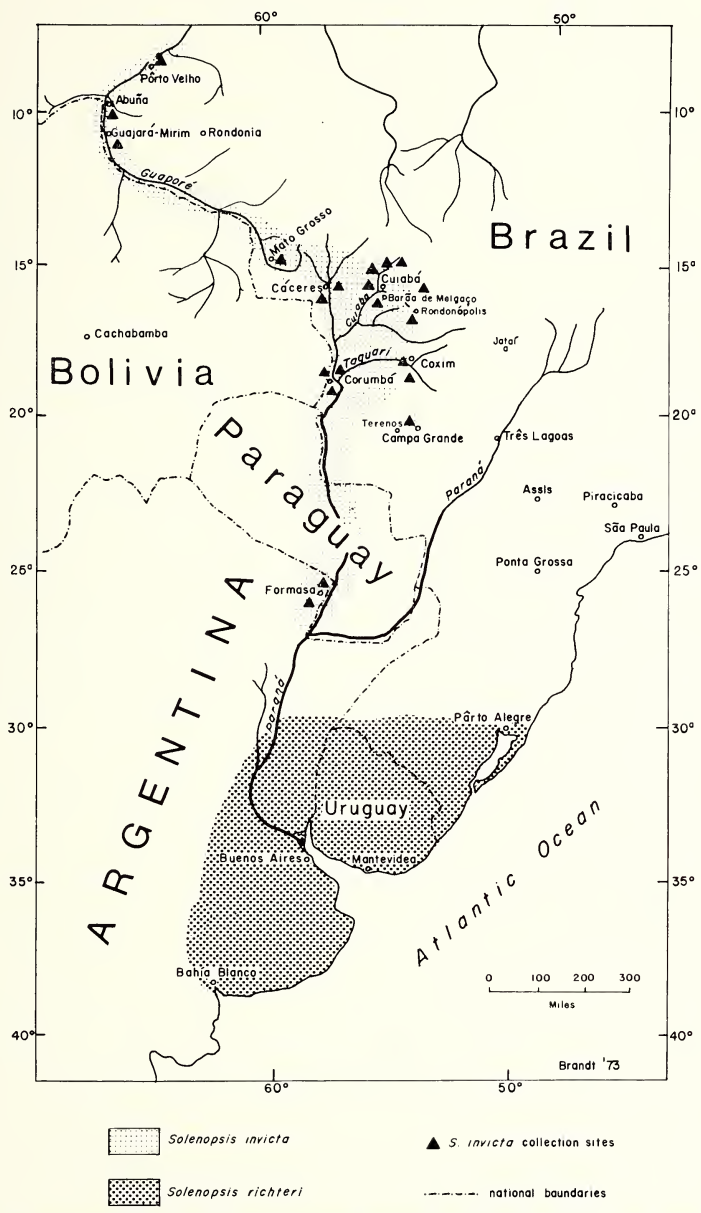 60° 50°
Pôrto Velho
Abuña
10° 10°
Guajará-Mirim Rondonia
Guaporé
Brazil
Mato Grosso
15° 15°
Cáceres
Cuiabá
Cuiaba
Barão de Melgaço
Rondonópolis
Cachabamba
Bolivia
Jataí
Taquari
Coxim
Corumbá
20° 20°
Terenos
Campa Grande
Três Lagoas
Paraguay
Paraná
Assis
Piracicaba
São Paula
Ponta Grossa
25° 25°
Formasa
ARGENTINA
paraná
30° 30°
Pârto Alegre
Uruguay
Buenos Aires
Mantevidea
Atlantic Ocean
35° 35°
Bahía Blanco
0 100 200 300
Miles
40° 40°
Brandt '73
60° 50°
Solenopsis invicta
S. invicta collection sites
Solenopsis richteri
national boundaries